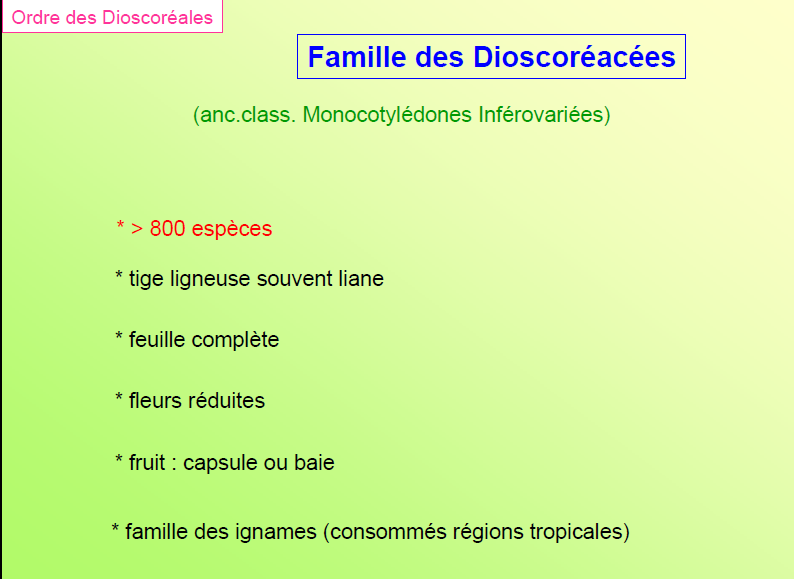 Ordre des Dioscoréales
Famille des Dioscoréacées
(anc.class. Monocotylédones Inférovariées)
* > 800 espèces
* tige ligneuse souvent liane
* feuille complète
* fleurs réduites
* fruit : capsule ou baie
* famille des ignames (consommés régions tropicales)